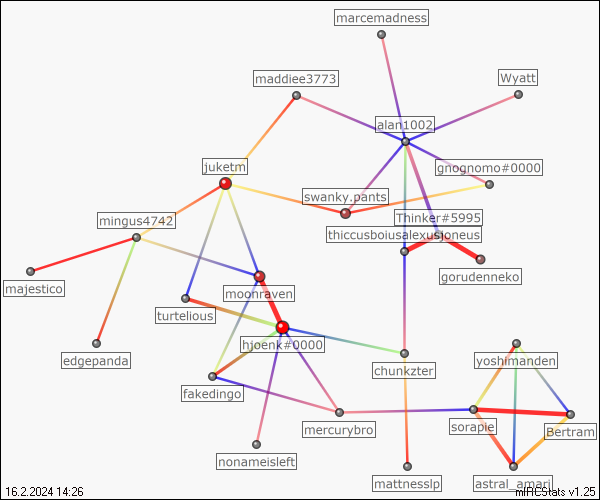 marcemadness
maddiee3773
Wyatt
alan1002
juketm
gnognomo#0000
swanky.pants
mingus4742
Thinker#5995
thiccusboiusalexusjoneus
majestico
moonraven
gorudenneko
turtelious
hjoenk#0000
edgepanda
yoshimanden
chunkzter
fakedingo
mercurybro
sorapie
Bertram
nonameisleft
mattnesslp
astral_amari
16.2.2024 14:26
mIRCStats v1.25